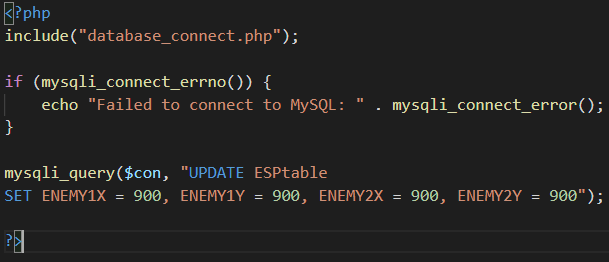 <?php
include("database_connect.php");
if (mysqli_connect_errno()) {
echo "Failed to connect to MySQL: " . mysqli_connect_error();
}
mysqli_query($con, "UPDATE ESPtable
SET ENEMY1X = 900, ENEMY1Y = 900, ENEMY2X = 900, ENEMY2Y = 900");
?>